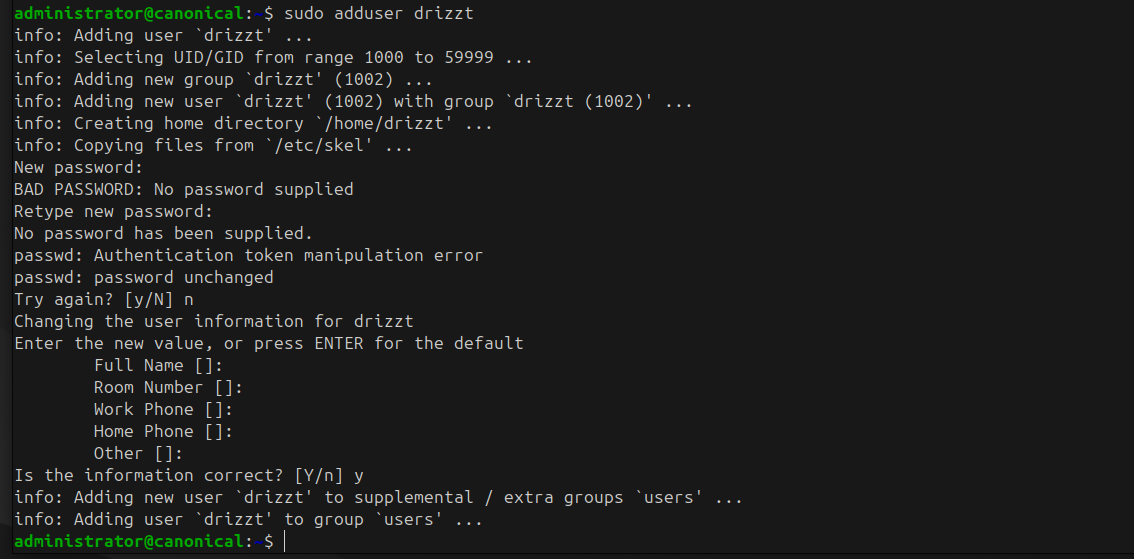 administrator@canonical:~$ sudo adduser drizzt
info: Adding user `drizzt' ...
info: Selecting UID/GID from range 1000 to 59999 ...
info: Adding new group `drizzt' (1002) ...
info: Adding new user `drizzt' (1002) with group `drizzt (1002)' ...
info: Creating home directory `/home/drizzt' ...
info: Copying files from `/etc/skel' ...
New password:
BAD PASSWORD: No password supplied
Retype new password:
No password has been supplied.
passwd: Authentication token manipulation error
passwd: password unchanged
Try again? [y/N] n
Changing the user information for drizzt
Enter the new value, or press ENTER for the default
        Full Name []:
        Room Number []:
        Work Phone []:
        Home Phone []:
        Other []:
Is the information correct? [Y/n] y
info: Adding new user `drizzt' to supplemental / extra groups `users' ...
info: Adding user `drizzt' to group `users' ...
administrator@canonical:~$